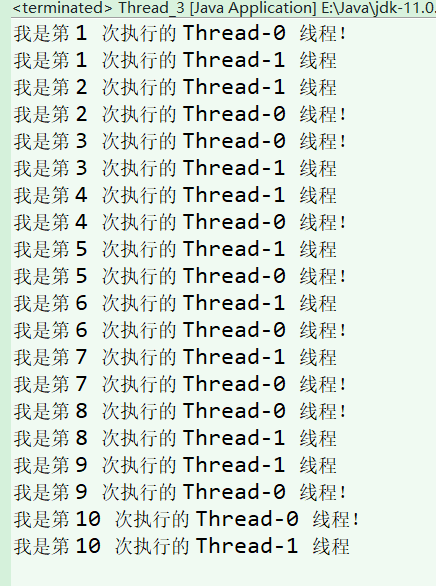 <terminated> Thread_3 [Java Application] E:\Java\jdk-11.0.
我是第 1 次执行的 Thread-0 线程!
我是第 1 次执行的 Thread-1 线程
我是第 2 次执行的 Thread-1 线程
我是第 2 次执行的 Thread-0 线程!
我是第 3 次执行的 Thread-0 线程!
我是第 3 次执行的 Thread-1 线程
我是第 4 次执行的 Thread-1 线程
我是第 4 次执行的 Thread-0 线程!
我是第 5 次执行的 Thread-1 线程
我是第 5 次执行的 Thread-0 线程!
我是第 6 次执行的 Thread-1 线程
我是第 6 次执行的 Thread-0 线程!
我是第 7 次执行的 Thread-1 线程
我是第 7 次执行的 Thread-0 线程!
我是第 8 次执行的 Thread-0 线程!
我是第 8 次执行的 Thread-1 线程
我是第 9 次执行的 Thread-1 线程
我是第 9 次执行的 Thread-0 线程!
我是第 10 次执行的 Thread-0 线程!
我是第 10 次执行的 Thread-1 线程